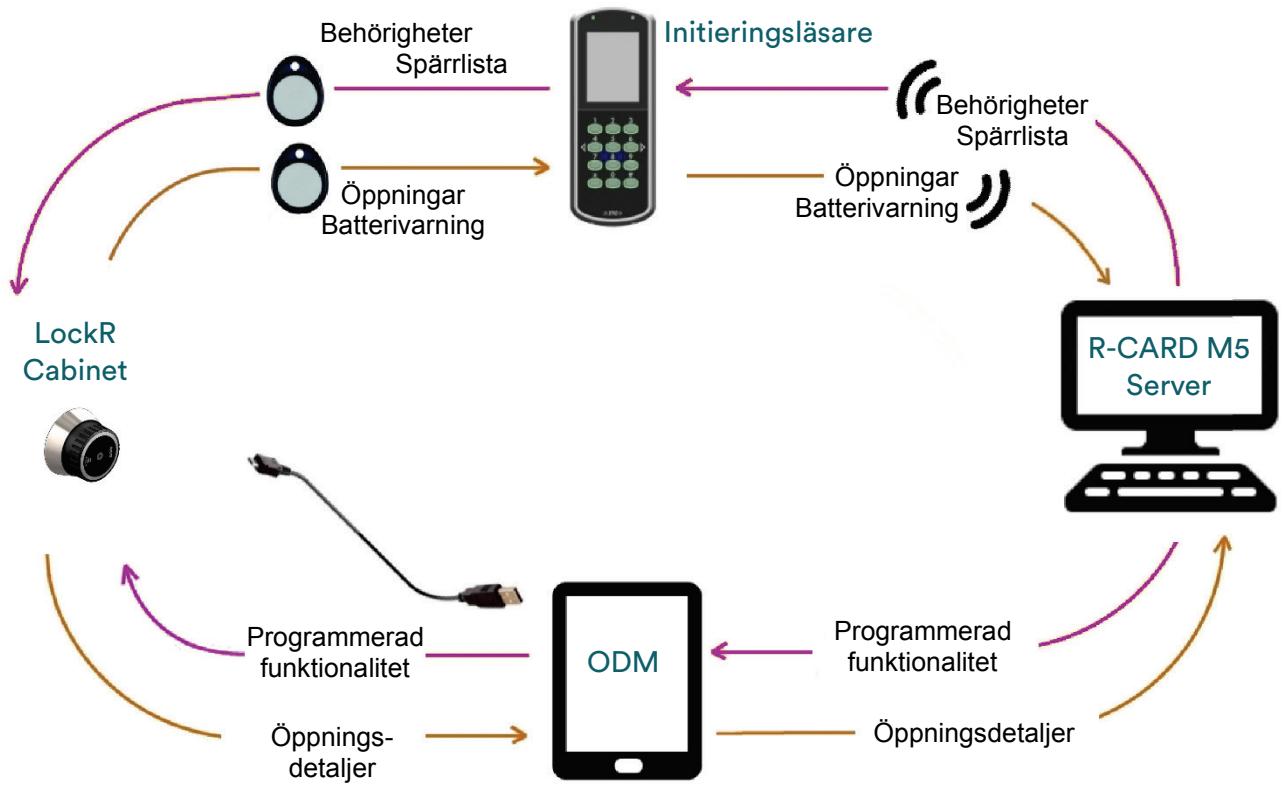 Behörigheter
Spärrlista
Initieringsläsare
Behörigheter
Spärrlista
Öppningar
Batterivarning
Öppningar
Batterivarning
LockR
Cabinet
R-CARD M5
Server
Programmerad
funktionalitet
ODM
Programmerad
funktionalitet
Öppnings-
detaljer
Öppningsdetaljer